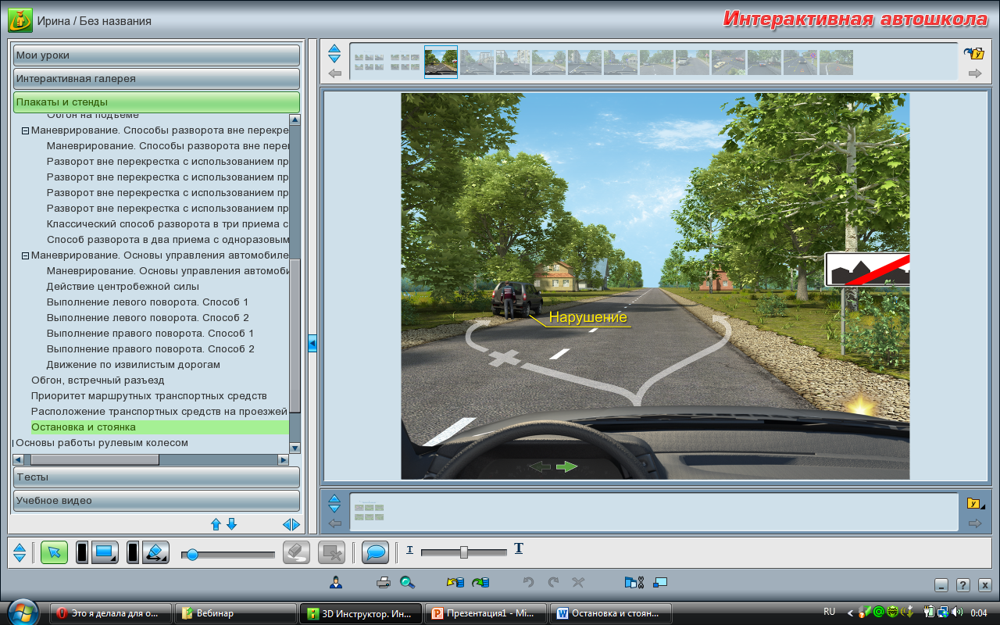 Ирина / Без названия
Интерактивная автошкола
Мои уроки
Интерактивная галерея
Плакаты и стенды
Обгон на подъеме
Маневрирование. Способы разворота вне перекре
Маневрирование. Способы разворота вне пере
Разворот вне перекрестка с использованием пр
Разворот вне перекрестка с использованием пр
Разворот вне перекрестка с использованием пр
Разворот вне перекрестка с использованием пр
Классический способ разворота в три приема с
Способ разворота в два приема с одноразовым
Маневрирование. Основы управления автомобиле
Маневрирование. Основы управления автомоби
Действие центробежной силы
Выполнение левого поворота. Способ 1
Выполнение левого поворота. Способ 2
Выполнение правого поворота. Способ 1
Выполнение правого поворота. Способ 2
Движение по извилистым дорогам
Обгон, встречный разъезд
Приоритет маршрутных транспортных средств
Расположение транспортных средств на проезжей
Остановка и стоянка
Основы работы рулевым колесом
Тесты
Учебное видео
Нарушение
У
У
T
T
?
x
Это я делала для о...
Вебинар
3D Инструктор. Ин...
Презентация1 - Mi...
Остановка и стоян...
RU
0:04